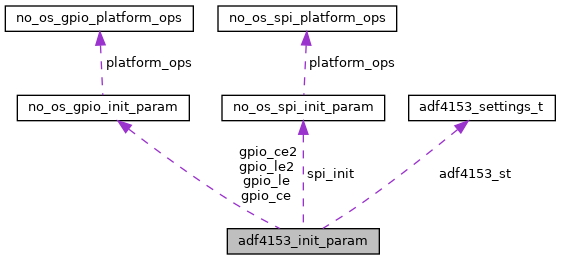 no_os_gpio_platform_ops
no_os_spi_platform_ops
platform_ops
platform_ops
no_os_gpio_init_param
no_os_spi_init_param
adf4153_settings_t
gpio_ce2
gpio_le2
gpio_le
gpio_ce
spi_init
adf4153_st
adf4153_init_param